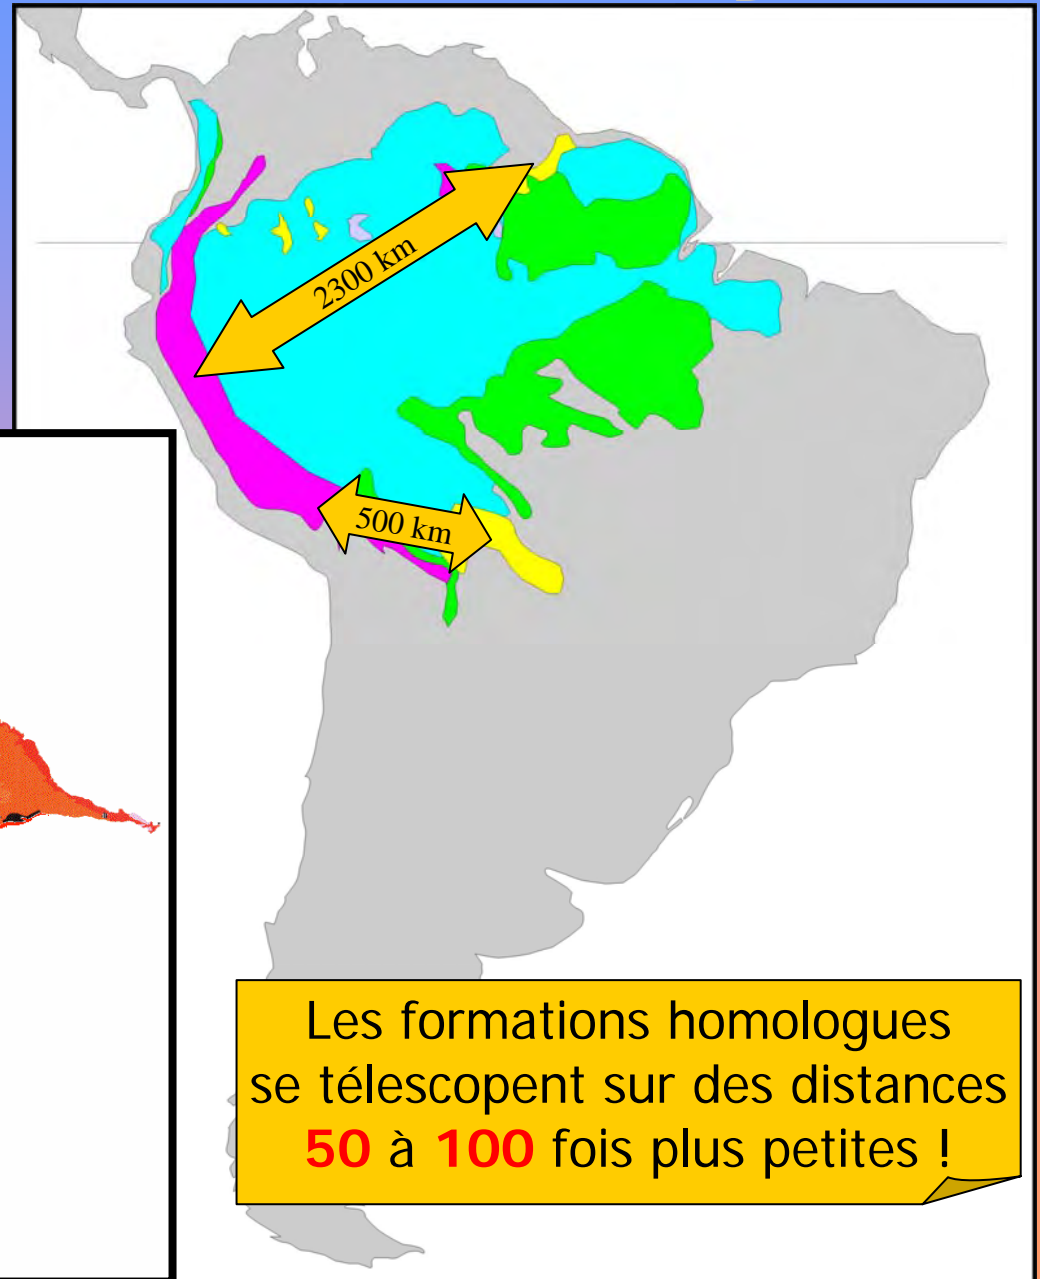 2300 km
500 km
Les formations homologues
se télescopent sur des distances
50 à 100 fois plus petites !